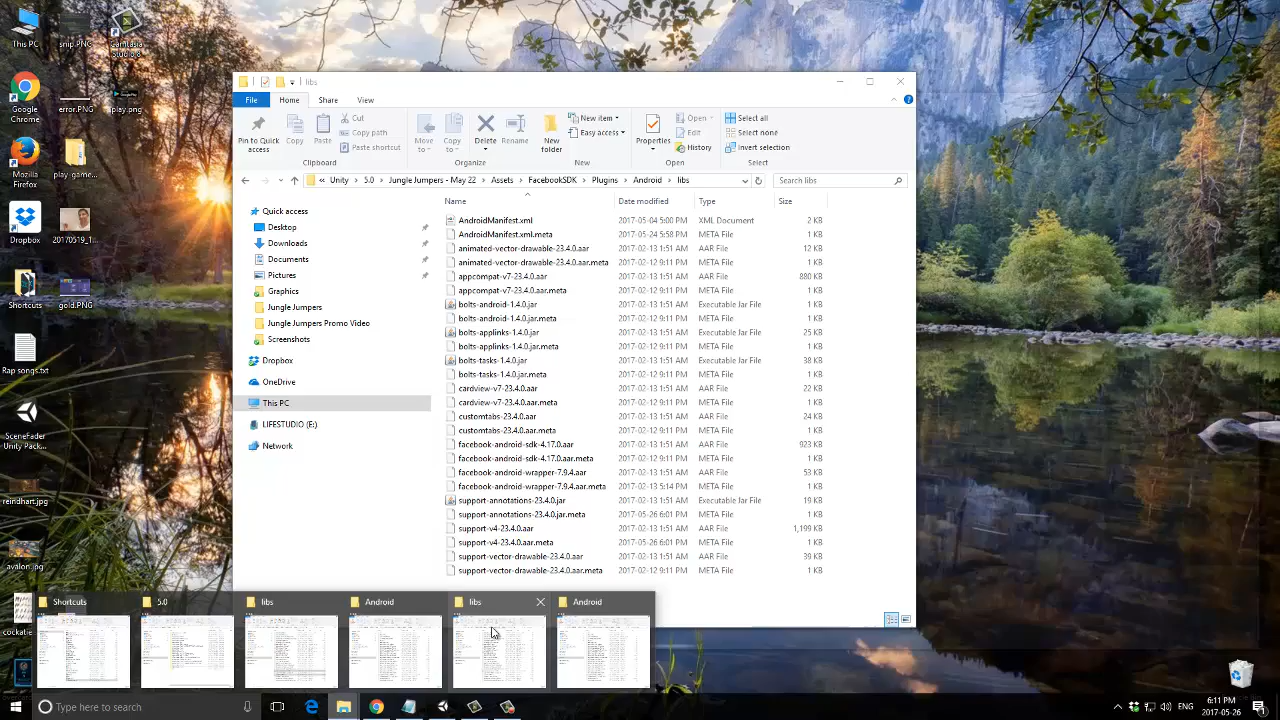 This PC
snip.PNG
Camtasia Studio 8
Google Chrome
error.PNG
play.png
Mozilla Firefox
play-game...
Dropbox
20170519_1...
Shortcuts
gold.PNG
Rap songs.txt
SceneFader Unity Pack...
reindhart.jpg
avalon.jpg
libs
File Home Share View
Pin to Quick access
Copy
Paste
Cut
Copy path
Paste shortcut
Clipboard
Move to
Copy to
Delete
Rename
Organize
New folder
New item
Easy access
New
Properties
Open
Edit
History
Open
Select all
Select none
Invert selection
Select
« Unity > 5.0 > Jungle Jumpers - May 22 > Assets > FacebookSDK > Plugins > Android > libs
Search libs
Quick access
Desktop
Downloads
Documents
Pictures
Graphics
Jungle Jumpers
Jungle Jumpers Promo Video
Screenshots
Dropbox
OneDrive
This PC
LIFESTUDIO (E:)
Network
Name Date modified Type Size
AndroidManifest.xml 2017-05-04 5:00 PM XML Document 2 KB
AndroidManifest.xml.meta 2017-05-24 5:58 PM META File 1 KB
animated-vector-drawable-23.4.0.aar 2017-02-13 1:51 AM AAR File 12 KB
animated-vector-drawable-23.4.0.aar.meta 2017-02-12 9:11 PM META File 1 KB
appcompat-v7-23.4.0.aar 2017-02-13 1:51 AM AAR File 880 KB
appcompat-v7-23.4.0.aar.meta 2017-02-12 9:11 PM META File 1 KB
bolts-android-1.4.0.jar 2017-02-13 1:51 AM Executable Jar File 1 KB
bolts-android-1.4.0.jar.meta 2017-02-12 9:11 PM META File 1 KB
bolts-applinks-1.4.0.jar 2017-02-13 1:51 AM Executable Jar File 25 KB
bolts-applinks-1.4.0.jar.meta 2017-02-12 9:11 PM META File 1 KB
bolts-tasks-1.4.0.jar 2017-02-13 1:51 AM Executable Jar File 38 KB
bolts-tasks-1.4.0.jar.meta 2017-02-12 9:11 PM META File 1 KB
cardview-v7-23.4.0.aar 2017-02-13 1:51 AM AAR File 22 KB
cardview-v7-23.4.0.aar.meta 2017-02-12 9:11 PM META File 1 KB
customtabs-23.4.0.aar 2017-02-13 1:51 AM AAR File 24 KB
customtabs-23.4.0.aar.meta 2017-02-12 9:11 PM META File 1 KB
facebook-android-sdk-4.17.0.aar 2017-02-13 1:51 AM AAR File 923 KB
facebook-android-sdk-4.17.0.aar.meta 2017-02-12 9:11 PM META File 1 KB
facebook-android-wrapper-7.9.4.aar 2017-02-13 1:51 AM AAR File 53 KB
facebook-android-wrapper-7.9.4.aar.meta 2017-02-13 5:14 PM META File 1 KB
support-annotations-23.4.0.jar 2017-02-13 1:51 AM Executable Jar File 19 KB
support-annotations-23.4.0.jar.meta 2017-05-26 6:01 PM META File 1 KB
support-v4-23.4.0.aar 2017-02-13 1:51 AM AAR File 1,199 KB
support-v4-23.4.0.aar.meta 2017-05-26 6:01 PM META File 1 KB
support-vector-drawable-23.4.0.aar 2017-02-13 1:51 AM AAR File 39 KB
support-vector-drawable-23.4.0.aar.meta 2017-02-12 9:11 PM META File 1 KB
Shortcuts 5.0 libs Android libs Android
Type here to search
6:11 PM
2017-05-26